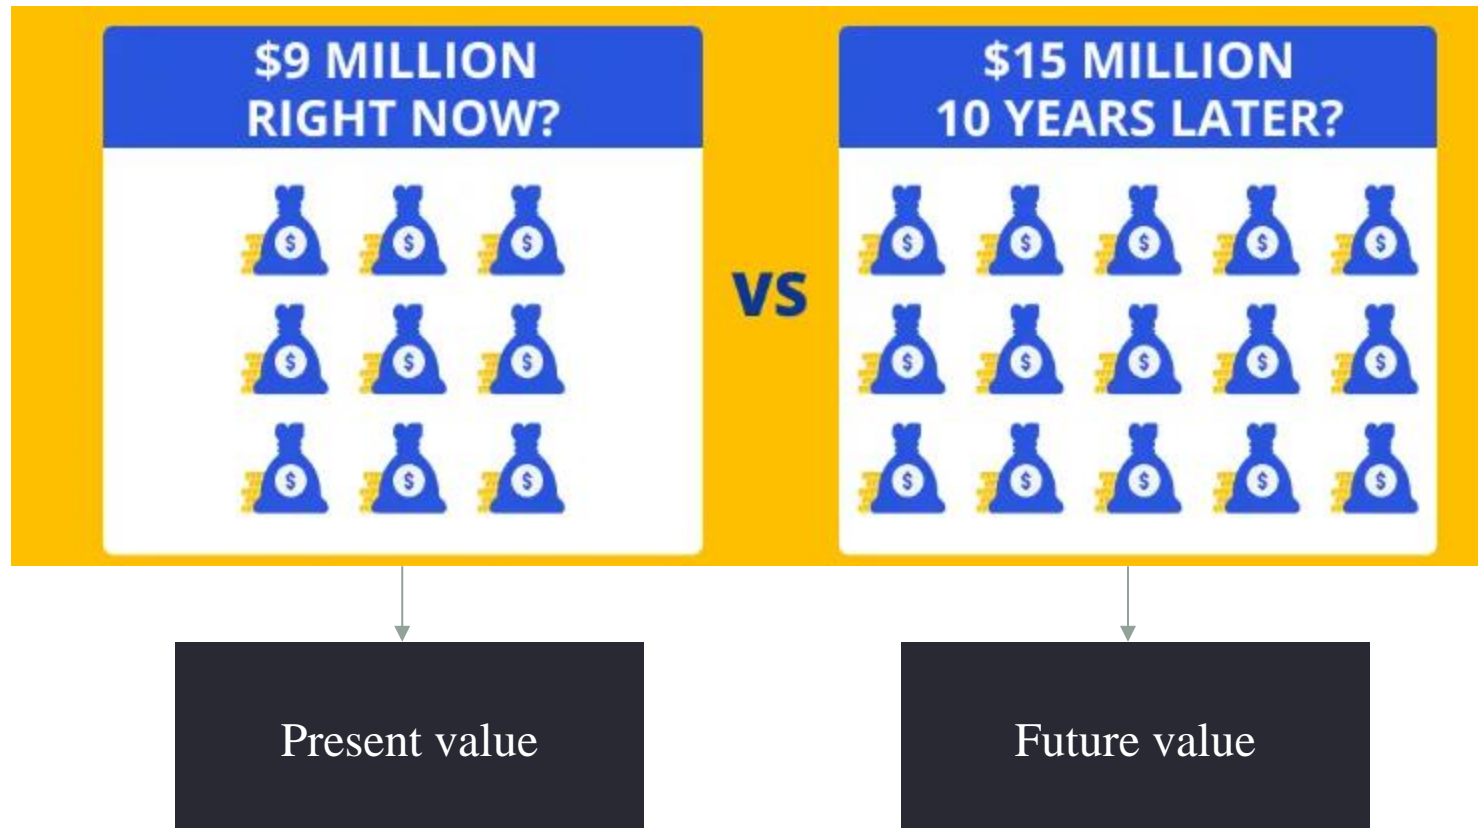 $9 MILLION
RIGHT NOW?
VS
$15 MILLION
10 YEARS LATER?
$ $ $
$ $ $
$ $ $
$ $ $ $ $
$ $ $ $ $
$ $ $ $ $
Present value
Future value